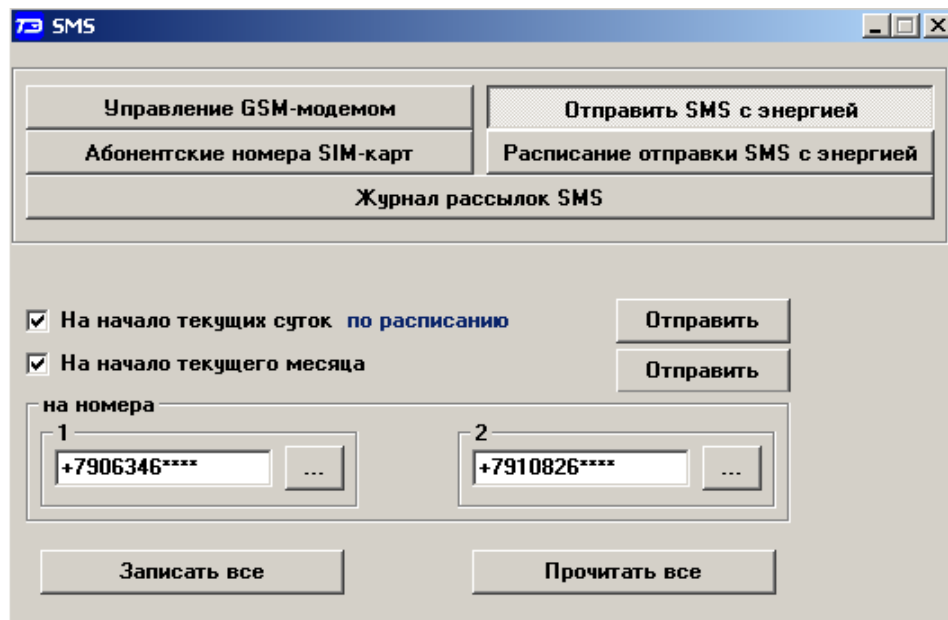 ТЭ SMS
Управление GSM-модемом Отправить SMS с энергией
Абонентские номера SIM-карт Расписание отправки SMS с энергией
Журнал рассылок SMS
На начало текущих суток по расписанию Отправить
На начало текущего месяца Отправить
на номера
1 2
+7906346**** ... +7910826**** ...
Записать все Прочитать все